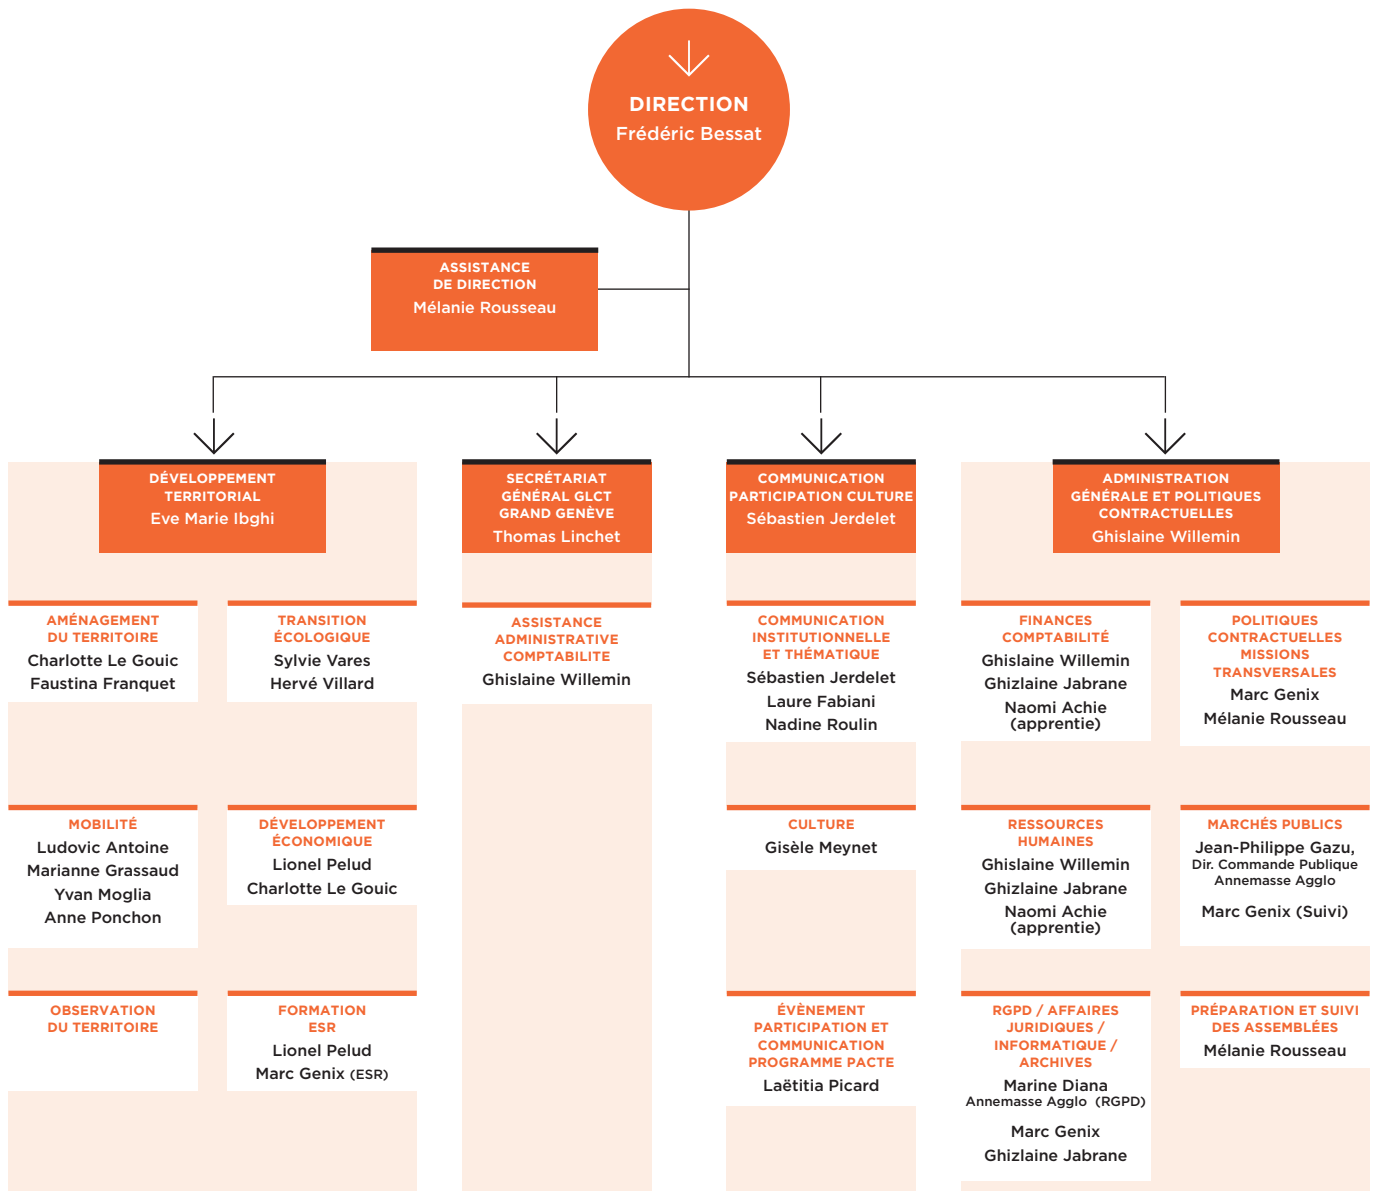 DIRECTION
Frédéric Bessat
ASSISTANCE
DE DIRECTION
Mélanie Rousseau
DÉVELOPPEMENT
TERRITORIAL
Eve Marie Ibghi
SECRÉTARIAT
GÉNÉRAL GLCT
GRAND GENÈVE
Thomas Linchet
COMMUNICATION
PARTICIPATION CULTURE
Sébastien Jerdelet
ADMINISTRATION
GÉNÉRALE ET POLITIQUES
CONTRACTUELLES
Ghislaine Willemin
AMÉNAGEMENT
DU TERRITOIRE
Charlotte Le Gouic
Faustina Franquet
TRANSITION
ÉCOLOGIQUE
Sylvie Vares
Hervé Villard
ASSISTANCE
ADMINISTRATIVE
COMPTABILITE
Ghislaine Willemin
COMMUNICATION
INSTITUTIONNELLE
ET THÉMATIQUE
Sébastien Jerdelet
Laure Fabiani
Nadine Roulin
FINANCES
COMPTABILITÉ
Ghislaine Willemin
Ghizlaine Jabrane
Naomi Achie
(apprentie)
POLITIQUES
CONTRACTUELLES
MISSIONS
TRANSVERSALES
Marc Genix
Mélanie Rousseau
MOBILITÉ
Ludovic Antoine
Marianne Grassaud
Yvan Moglia
Anne Ponchon
DÉVELOPPEMENT
ÉCONOMIQUE
Lionel Pelud
Charlotte Le Gouic
CULTURE
Gisèle Meynet
RESSOURCES
HUMAINES
Ghislaine Willemin
Ghizlaine Jabrane
Naomi Achie
(apprentie)
MARCHÉS PUBLICS
Jean-Philippe Gazu,
Dir. Commande Publique
Annemasse Agglo
Marc Genix (Suivi)
OBSERVATION
DU TERRITOIRE
FORMATION
ESR
Lionel Pelud
Marc Genix (ESR)
ÉVÈNEMENT
PARTICIPATION ET
COMMUNICATION
PROGRAMME PACTE
Laëtitia Picard
RGPD / AFFAIRES
JURIDIQUES /
INFORMATIQUE /
ARCHIVES
Marine Diana
Annemasse Agglo (RGPD)
Marc Genix
Ghizlaine Jabrane
PRÉPARATION ET SUIVI
DES ASSEMBLÉES
Mélanie Rousseau